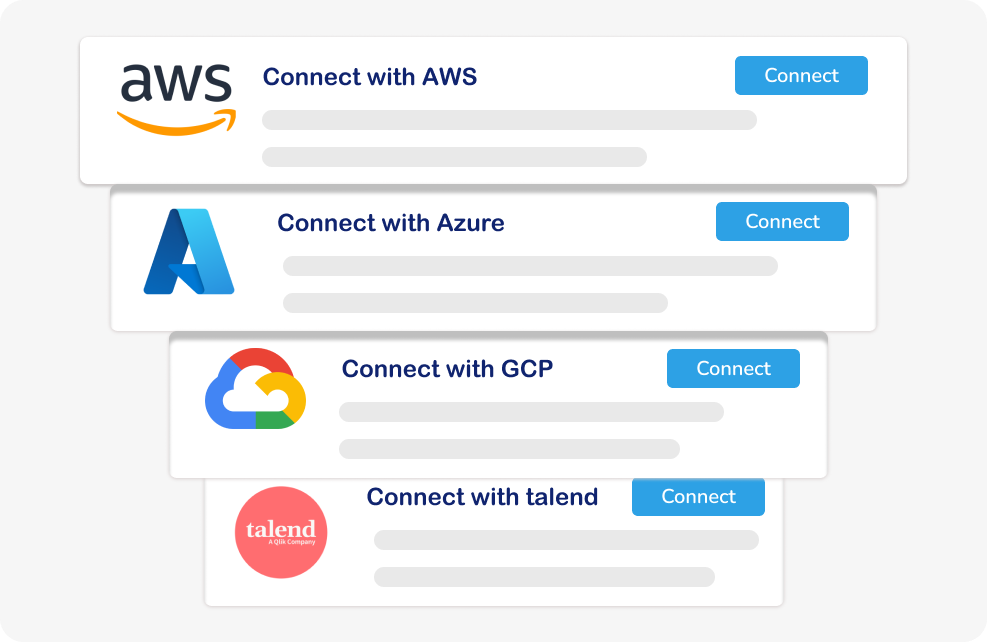 aws
Connect with AWS
Connect
Connect with Azure
Connect
Connect with GCP
Connect
Connect with talend
Connect
talend
A Qlik Company